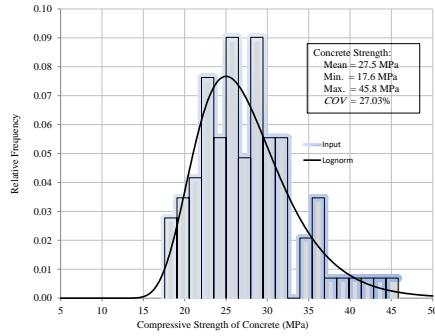 0.10
0.09
0.08
0.07
0.06
0.05
0.04
0.03
0.02
0.01
0.00
Relative Frequency
Concrete Strength:
Mean = 27.5 MPa
Min. = 17.6 MPa
Max. = 45.8 MPa
COV = 27.03%
Input
Lognorm
5 10 15 20 25 30 35 40 45 50
Compressive Strength of Concrete (MPa)